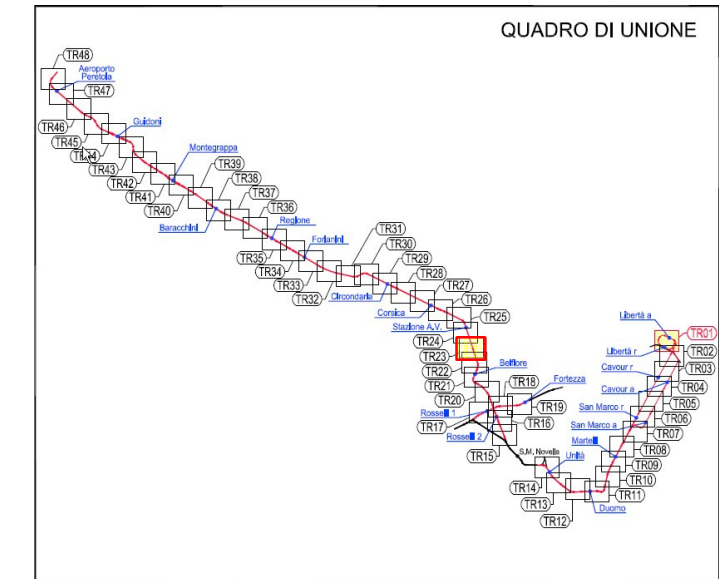 QUADRO DI UNIONE
TR48
Aeroporto
Peretola
TR47
TR46
Guidoni
TR45
TR44
Montegrappa
TR43
TR39
TR42
TR38
TR41
TR37
TR40
TR36
Baracchini
Regione
TR31
Forlanini
TR30
TR35
TR29
TR34
TR28
TR33
TR27
TR32
Circondaria
TR26
Corsica
TR25
Stazione A.V.
Libertà a
TR01
TR24
Libertà r
TR02
TR23
Belfiore
TR03
TR22
Cavour r
TR18
Fortezza
TR04
TR21
Cavour a
TR20
TR05
TR19
San Marco r
Rosselli 1
TR06
TR16
San Marco a
TR17
TR07
Rosselli 2
Martelli
TR08
S.M. Novella
TR15
Unità
TR09
TR10
TR14
TR11
TR13
Duomo
TR12